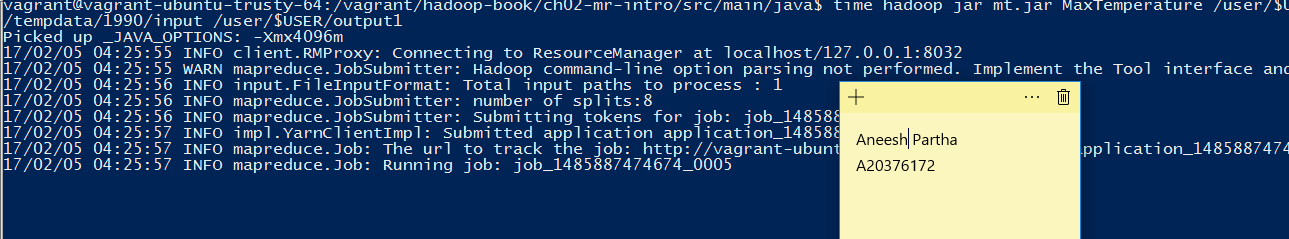 vagrant@vagrant-ubuntu-trusty-64:/vagrant/hadoop-book/ch02-mr-intro/src/main/java$ time hadoop jar mt.jar MaxTemperature /user/$U
/tempdata/1990/input /user/$USER/output1
Picked up _JAVA_OPTIONS: -Xmx4096m
17/02/05 04:25:55 INFO client.RMProxy: Connecting to ResourceManager at localhost/127.0.0.1:8032
17/02/05 04:25:55 WARN mapreduce.JobSubmitter: Hadoop command-line option parsing not performed. Implement the Tool interface and
17/02/05 04:25:56 INFO input.FileInputFormat: Total input paths to process : 1
17/02/05 04:25:56 INFO mapreduce.JobSubmitter: number of splits:8
17/02/05 04:25:56 INFO mapreduce.JobSubmitter: Submitting tokens for job: job_14858
17/02/05 04:25:57 INFO impl.YarnClientImpl: Submitted application application_1485
17/02/05 04:25:57 INFO mapreduce.Job: The url to track the job: http://vagrant-ubunt pplication_148588747
17/02/05 04:25:57 INFO mapreduce.Job: Running job: job_1485887474674_0005
Aneesh Partha
A20376172